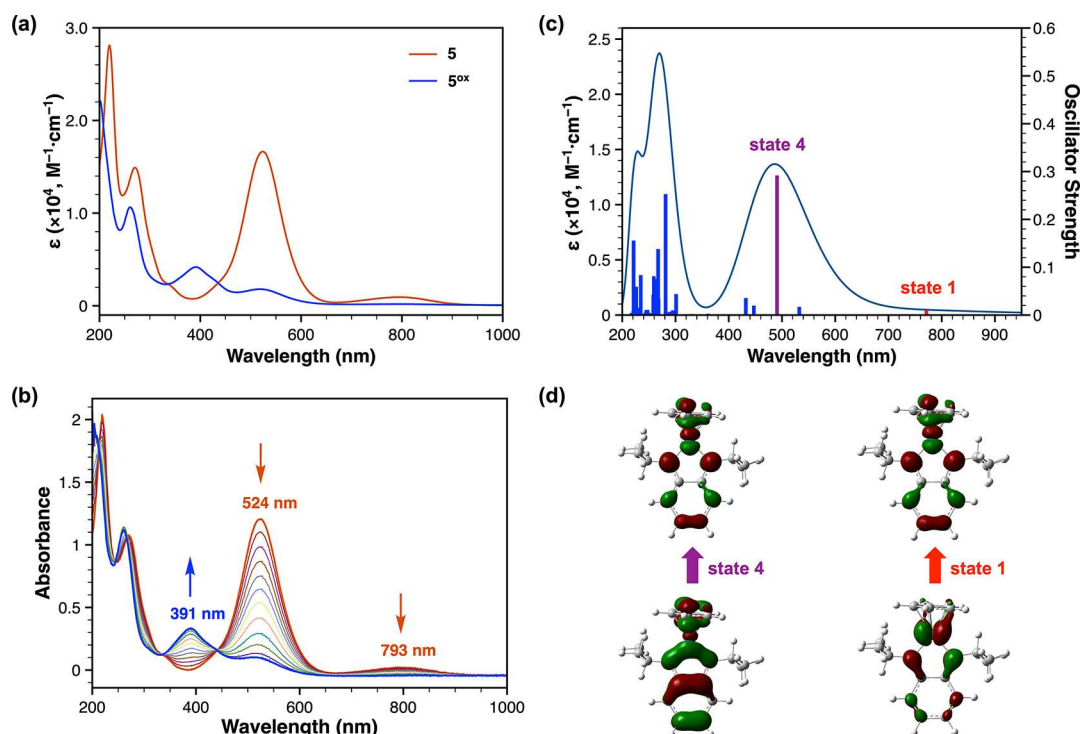 (a)
3.0
2.0
1.0
0
ε (×10⁴, M⁻¹·cm⁻¹)
5
5ᵒˣ
200 400 600 800 1000
Wavelength (nm)
(c)
2.5
2.0
1.5
1.0
0.5
0
ε (×10⁴, M⁻¹·cm⁻¹)
state 4
state 1
0.6
0.5
0.4
0.3
0.2
0.1
0
Oscillator Strength
200 300 400 500 600 700 800 900
Wavelength (nm)
(b)
2
1.5
1
0.5
0
Absorbance
391 nm
524 nm
793 nm
200 400 600 800 1000
Wavelength (nm)
(d)
state 4
state 1